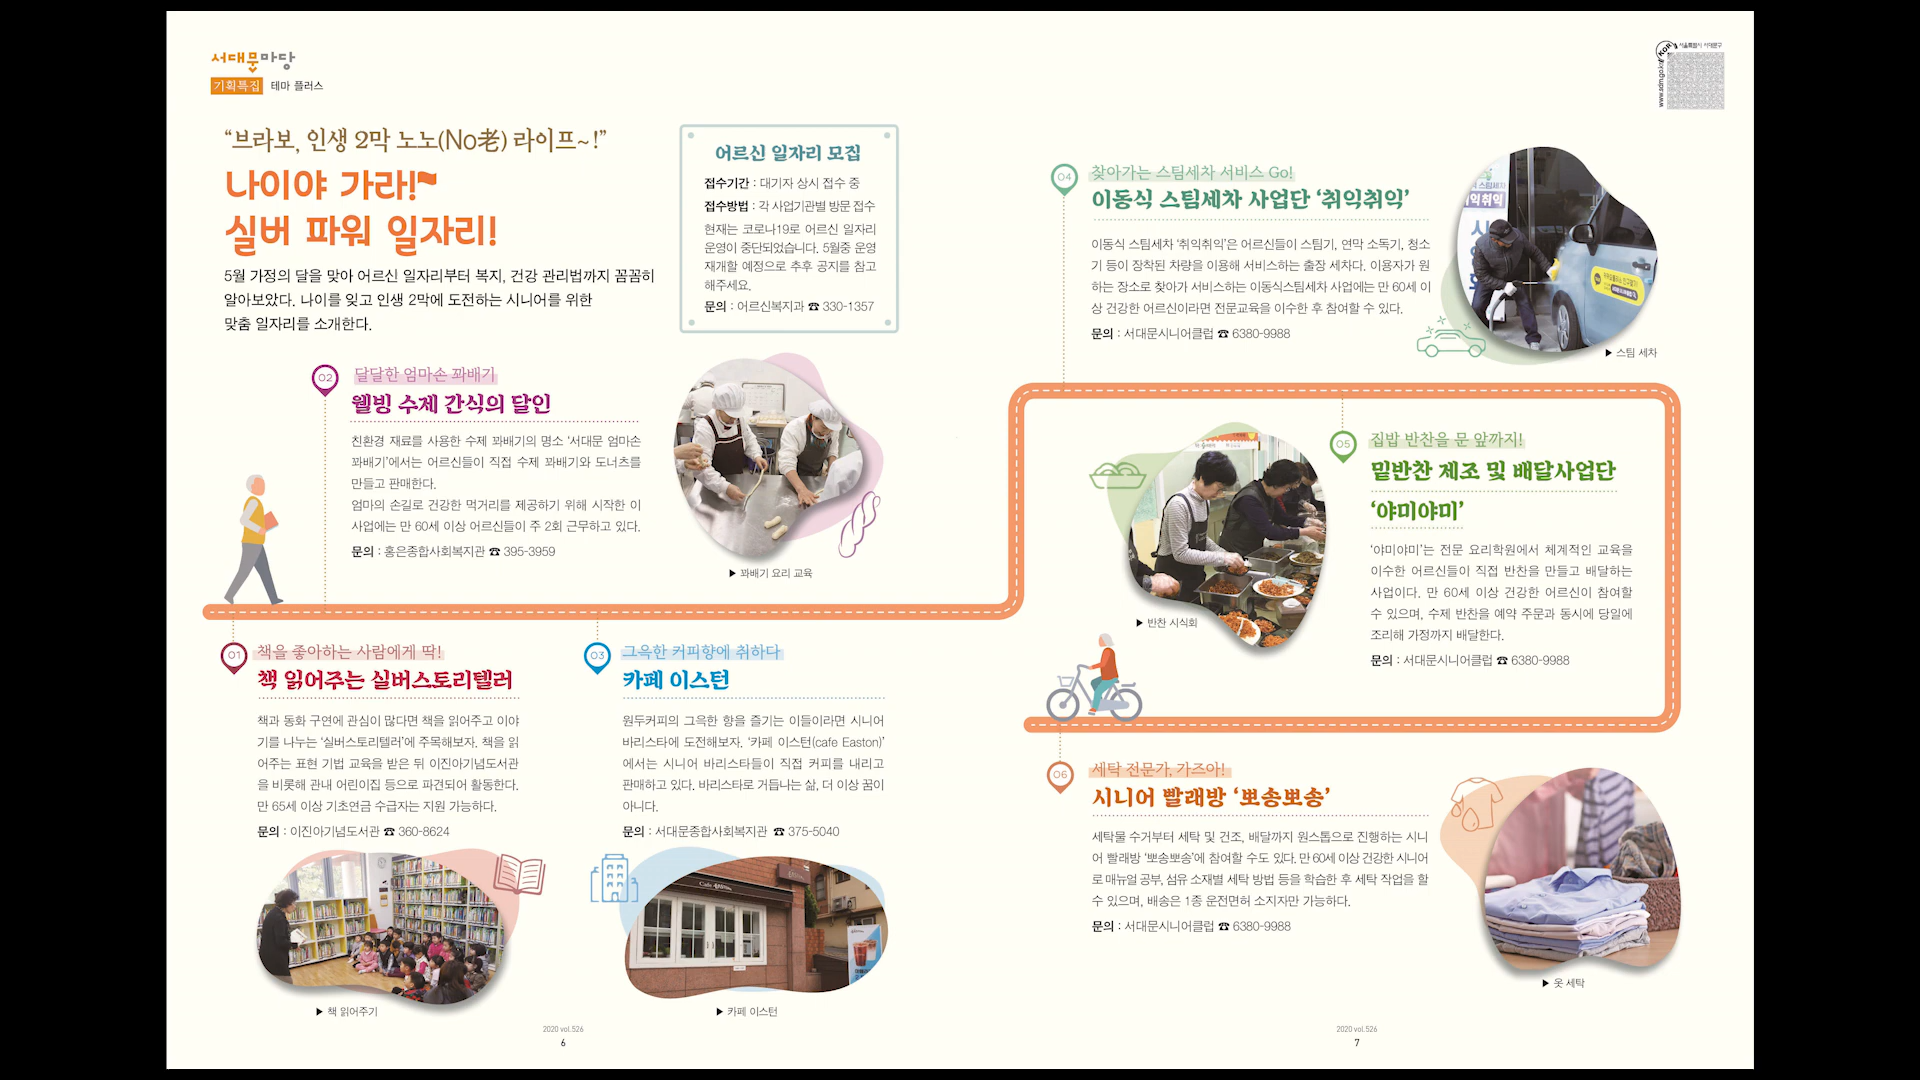 서대문마당
기획특집 테마 플러스
“브라보, 인생 2막 노노(No老) 라이프~!”
나이야 가라!
실버 파워 일자리!
5월 가정의 달을 맞아 어르신 일자리부터 복지, 건강 관리법까지 꼼꼼히
알아보았다. 나이를 잊고 인생 2막에 도전하는 시니어를 위한
맞춤 일자리를 소개한다.
어르신 일자리 모집
접수기간 : 대기자 상시 접수 중
접수방법 : 각 사업기관별 방문 접수
현재는 코로나19로 어르신 일자리
운영이 중단되었습니다. 5월중 운영
재개할 예정으로 추후 공지를 참고
해주세요.
문의 : 어르신복지과 ☎ 330-1357
02
달달한 엄마손 꽈배기
웰빙 수제 간식의 달인
친환경 재료를 사용한 수제 꽈배기의 명소 ‘서대문 엄마손
꽈배기’에서는 어르신들이 직접 수제 꽈배기와 도너츠를
만들고 판매한다.
엄마의 손길로 건강한 먹거리를 제공하기 위해 시작한 이
사업에는 만 60세 이상 어르신들이 주 2회 근무하고 있다.
문의 : 홍은종합사회복지관 ☎ 395-3959
▶ 꽈배기 요리 교육
01
책을 좋아하는 사람에게 딱!
책 읽어주는 실버스토리텔러
책과 동화 구연에 관심이 많다면 책을 읽어주고 이야
기를 나누는 ‘실버스토리텔러’에 주목해보자. 책을 읽
어주는 표현 기법 교육을 받은 뒤 이진아기념도서관
을 비롯해 관내 어린이집 등으로 파견되어 활동한다.
만 65세 이상 기초연금 수급자는 지원 가능하다.
문의 : 이진아기념도서관 ☎ 360-8624
▶ 책 읽어주기
03
그윽한 커피향에 취하다
카페 이스턴
원두커피의 그윽한 향을 즐기는 이들이라면 시니어
바리스타에 도전해보자. ‘카페 이스턴(cafe Easton)’
에서는 시니어 바리스타들이 직접 커피를 내리고
판매하고 있다. 바리스타로 거듭나는 삶, 더 이상 꿈이
아니다.
문의 : 서대문종합사회복지관 ☎ 375-5040
▶ 카페 이스턴
2020 vol.526
6
서울특별시 서대문구
www.sdm.go.kr
04
찾아가는 스팀세차 서비스 Go!
이동식 스팀세차 사업단 ‘취익취익’
이동식 스팀세차 ‘취익취익’은 어르신들이 스팀기, 연막 소독기, 청소
기 등이 장착된 차량을 이용해 서비스하는 출장 세차다. 이용자가 원
하는 장소로 찾아가 서비스하는 이동식스팀세차 사업에는 만 60세 이
상 건강한 어르신이라면 전문교육을 이수한 후 참여할 수 있다.
문의 : 서대문시니어클럽 ☎ 6380-9988
▶ 스팀 세차
05
집밥 반찬을 문 앞까지!
밑반찬 제조 및 배달사업단
‘야미야미’
‘야미야미’는 전문 요리학원에서 체계적인 교육을
이수한 어르신들이 직접 반찬을 만들고 배달하는
사업이다. 만 60세 이상 건강한 어르신이 참여할
수 있으며, 수제 반찬을 예약 주문과 동시에 당일에
조리해 가정까지 배달한다.
문의 : 서대문시니어클럽 ☎ 6380-9988
▶ 반찬 시식회
06
세탁 전문가, 가즈아!
시니어 빨래방 ‘뽀송뽀송’
세탁물 수거부터 세탁 및 건조, 배달까지 원스톱으로 진행하는 시니
어 빨래방 ‘뽀송뽀송’에 참여할 수도 있다. 만 60세 이상 건강한 시니어
로 매뉴얼 공부, 섬유 소재별 세탁 방법 등을 학습한 후 세탁 작업을 할
수 있으며, 배송은 1종 운전면허 소지자만 가능하다.
문의 : 서대문시니어클럽 ☎ 6380-9988
▶ 옷 세탁
2020 vol.526
7